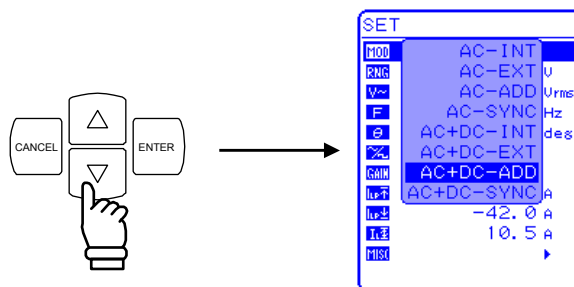 CANCEL
ENTER
SET
MOD AC-INT
RNG AC-EXT V
V~ AC-ADD Vrms
F AC-SYNC Hz
θ AC+DC-INT deg
AC+DC-EXT
GAIN AC+DC-ADD
AC+DC-SYNC A
-42.0 A
10.5 A
MISC